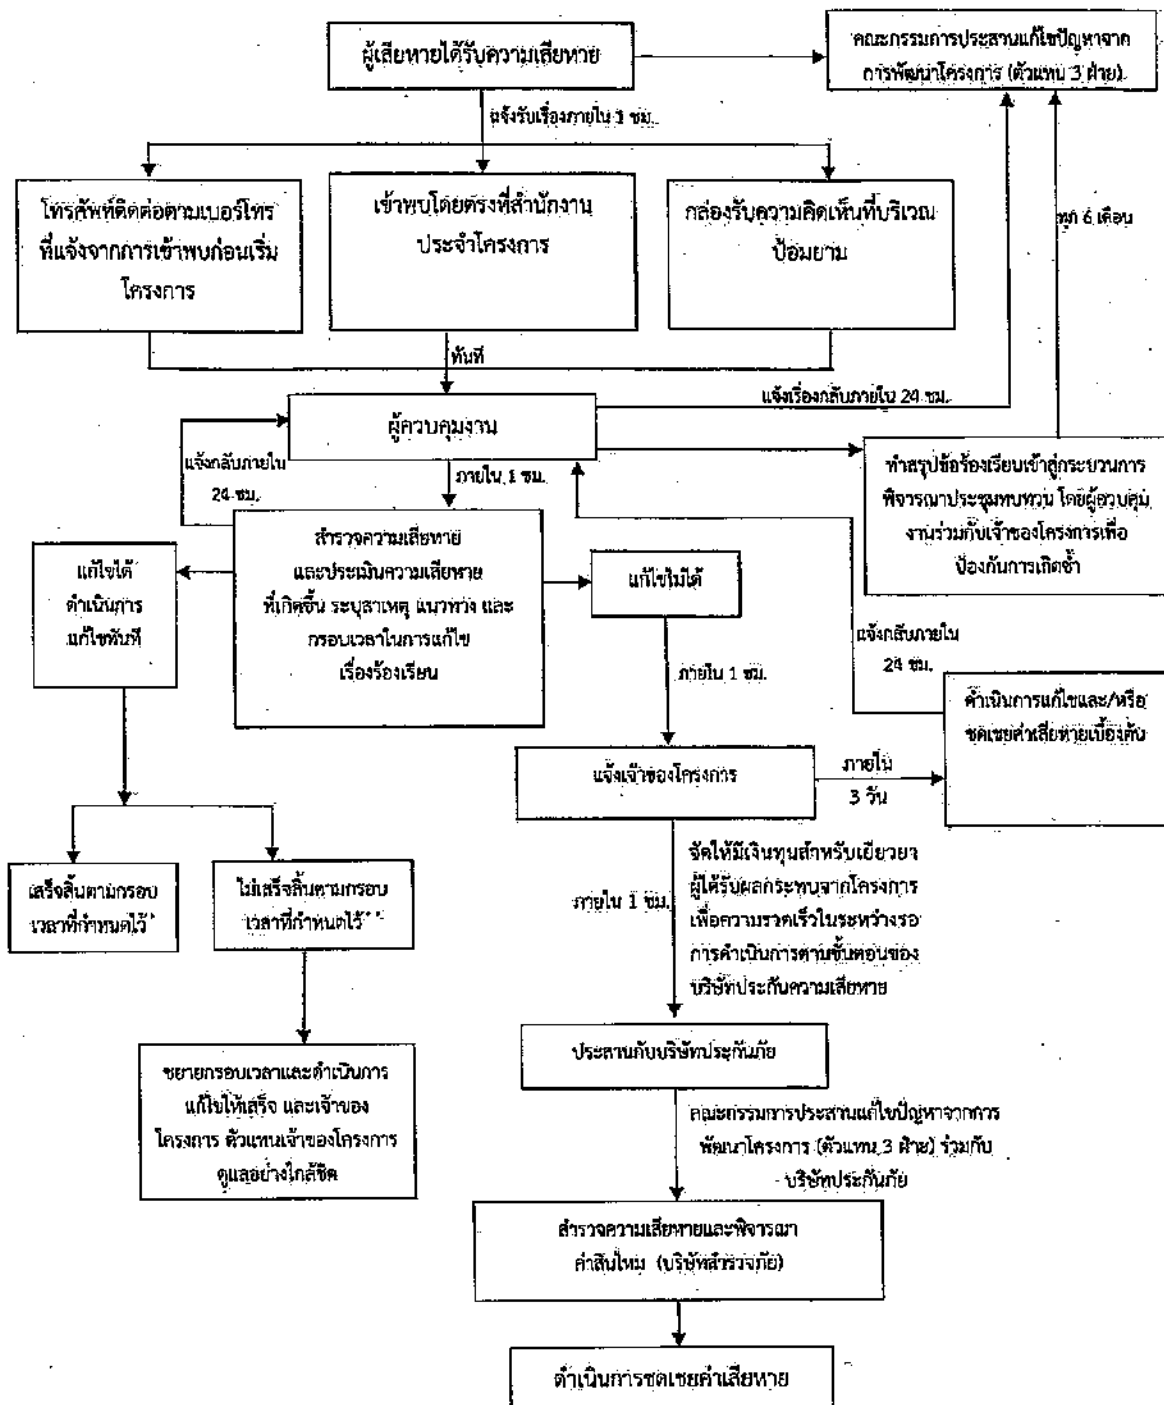 ผู้เสียหายได้รับความเสียหาย
คณะกรรมการประสานแก้ไขปัญหาจาก
การพัฒนาโครงการ (ตัวแทน 3 ฝ่าย)
แจ้งรับเรื่องภายใน 1 ชม.
โทรศัพท์ติดต่อตามเบอร์โทร
ที่แจ้งจากการเข้าพบก่อนเริ่ม
โครงการ
เข้าพบโดยตรงที่สำนักงาน
ประจำโครงการ
กล่องรับความคิดเห็นที่บริเวณ
ป้อมยาม
ทุก 6 เดือน
ทันที
แจ้งเรื่องกลับภายใน 24 ชม.
ผู้ควบคุมงาน
แจ้งกลับภายใน
24 ชม.
ภายใน 1 ชม.
ทำสรุปข้อร้องเรียนเข้าสู่กระบวนการ
พิจารณาประชุมทบทวน โดยผู้ควบคุม
งานร่วมกับเจ้าของโครงการเพื่อ
ป้องกันการเกิดซ้ำ
สำรวจความเสียหาย
และประเมินความเสียหาย
ที่เกิดขึ้น ระบุสาเหตุ แนวทาง และ
กรอบเวลาในการแก้ไข
เรื่องร้องเรียน
แก้ไขได้
ดำเนินการ
แก้ไขทันที
แก้ไขไม่ได้
แจ้งกลับภายใน
24 ชม.
ภายใน 1 ชม.
ดำเนินการแก้ไขและ/หรือ
ชดเชยค่าเสียหายเบื้องต้น
แจ้งเจ้าของโครงการ
ภายใน
3 วัน
เสร็จสิ้นตามกรอบ
เวลาที่กำหนดไว้
ไม่เสร็จสิ้นตามกรอบ
เวลาที่กำหนดไว้
ภายใน 1 ชม.
จัดให้มีเงินทุนสำหรับเยียวยา
ผู้ได้รับผลกระทบจากโครงการ
เพื่อความรวดเร็วในระหว่างรอ
การดำเนินการตามขั้นตอนของ
บริษัทประกันความเสียหาย
ขยายกรอบเวลาและดำเนินการ
แก้ไขให้เสร็จ และเจ้าของ
โครงการ ตัวแทนเจ้าของโครงการ
ดูแลอย่างใกล้ชิด
ประสานกับบริษัทประกันภัย
คณะกรรมการประสานแก้ไขปัญหาจากการ
พัฒนาโครงการ (ตัวแทน 3 ฝ่าย) ร่วมกับ
บริษัทประกันภัย
สำรวจความเสียหายและพิจารณา
ค่าสินไหม (บริษัทสำรวจภัย)
ดำเนินการชดเชยค่าเสียหาย